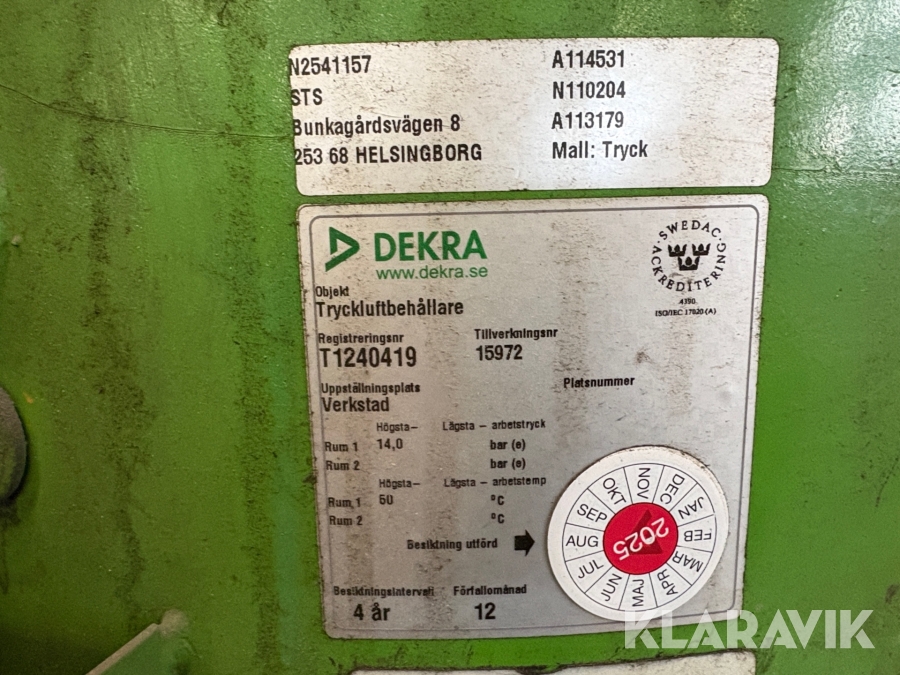 N2541157
STS
Bunkagårdsvägen 8
253 68 HELSINGBORG
A114531
N110204
A113179
Mall: Tryck
DEKRA
www.dekra.se
SWEDAC
ACKREDITERING
4390
ISO/IEC 17020 (A)
Objekt
Tryckluftbehållare
Registreringsnr
T1240419
Tillverkningsnr
15972
Uppställningsplats
Verkstad
Platsnummer
Högsta– Lägsta – arbetstryck
Rum 1 14,0 bar (e)
Rum 2 bar (e)
Högsta– Lägsta – arbetstemp
Rum 1 50 °C
Rum 2 °C
Besiktning utförd
Besiktningsintervall
4 år
Förfallomånad
12
JAN
FEB
MAR
APR
MAJ
JUN
JUL
AUG
SEP
OKT
NOV
DEC
2025
KLARAVIK